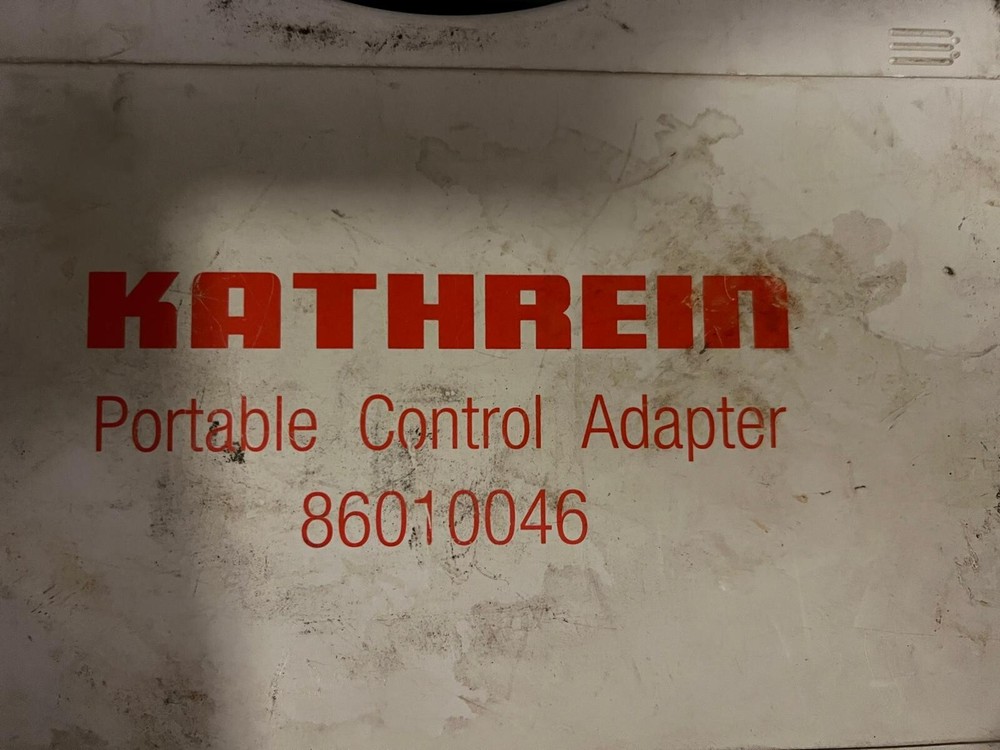 KATHREIN
Portable Control Adapter
86010046